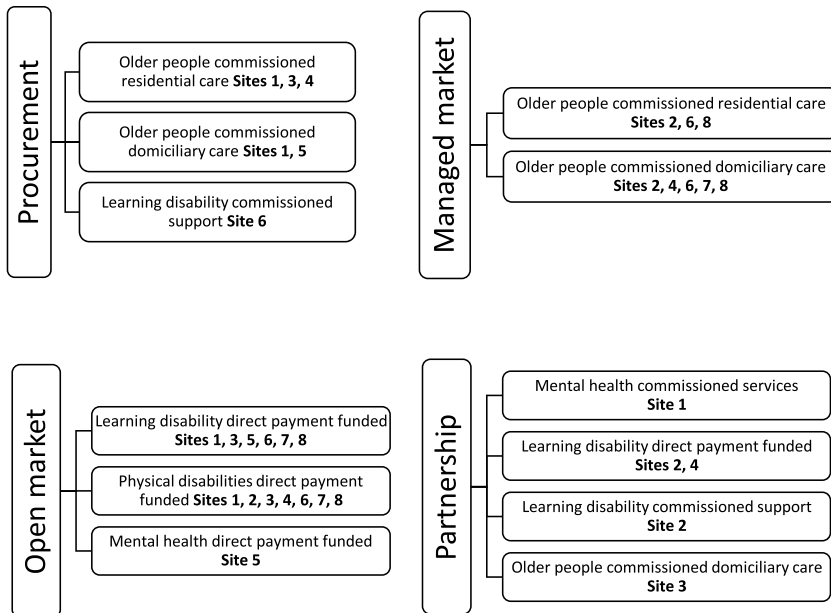 Procurement
Older people commissioned
residential care Sites 1, 3, 4
Older people commissioned
domiciliary care Sites 1, 5
Learning disability commissioned
support Site 6
Managed market
Older people commissioned residential care
Sites 2, 6, 8
Older people commissioned domiciliary care
Sites 2, 4, 6, 7, 8
Open market
Learning disability direct payment funded
Sites 1, 3, 5, 6, 7, 8
Physical disabilities direct payment
funded Sites 1, 2, 3, 4, 6, 7, 8
Mental health direct payment funded
Site 5
Partnership
Mental health commissioned services
Site 1
Learning disability direct payment funded
Sites 2, 4
Learning disability commissioned support
Site 2
Older people commissioned domiciliary care
Site 3